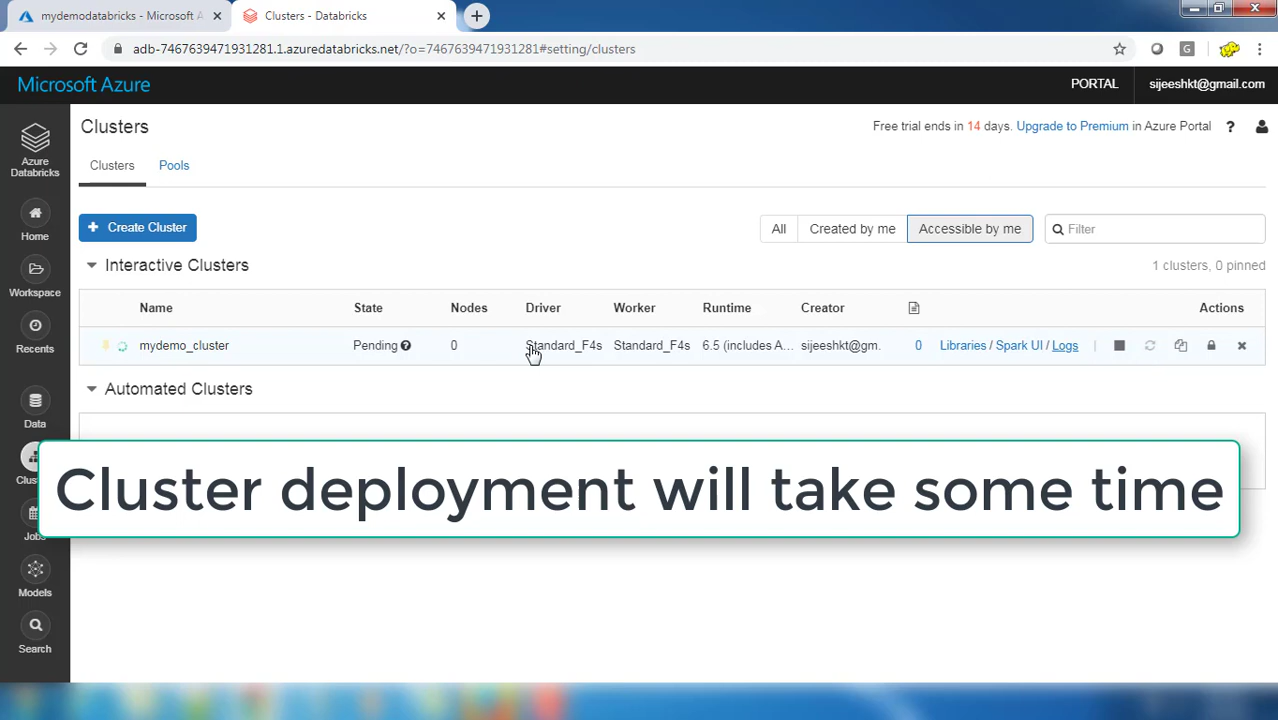 mydemodatabricks - Microsoft A
Clusters - Databricks
adb-7467639471931281.1.azuredatabricks.net/?o=7467639471931281#setting/clusters
G
Microsoft Azure
PORTAL
sijeeshkt@gmail.com
Azure
Databricks
Home
Workspace
Recents
Data
Clus
Job
Models
Search
Clusters
Free trial ends in 14 days. Upgrade to Premium in Azure Portal
?
Clusters
Pools
+ Create Cluster
All
Created by me
Accessible by me
Filter
Interactive Clusters
1 clusters, 0 pinned
Name State Nodes Driver Worker Runtime Creator Actions
mydemo_cluster Pending ? 0 Standard_F4s Standard_F4s 6.5 (includes A... sijeeshkt@gm. 0 Libraries / Spark UI / Logs |
Automated Clusters
Cluster deployment will take some time